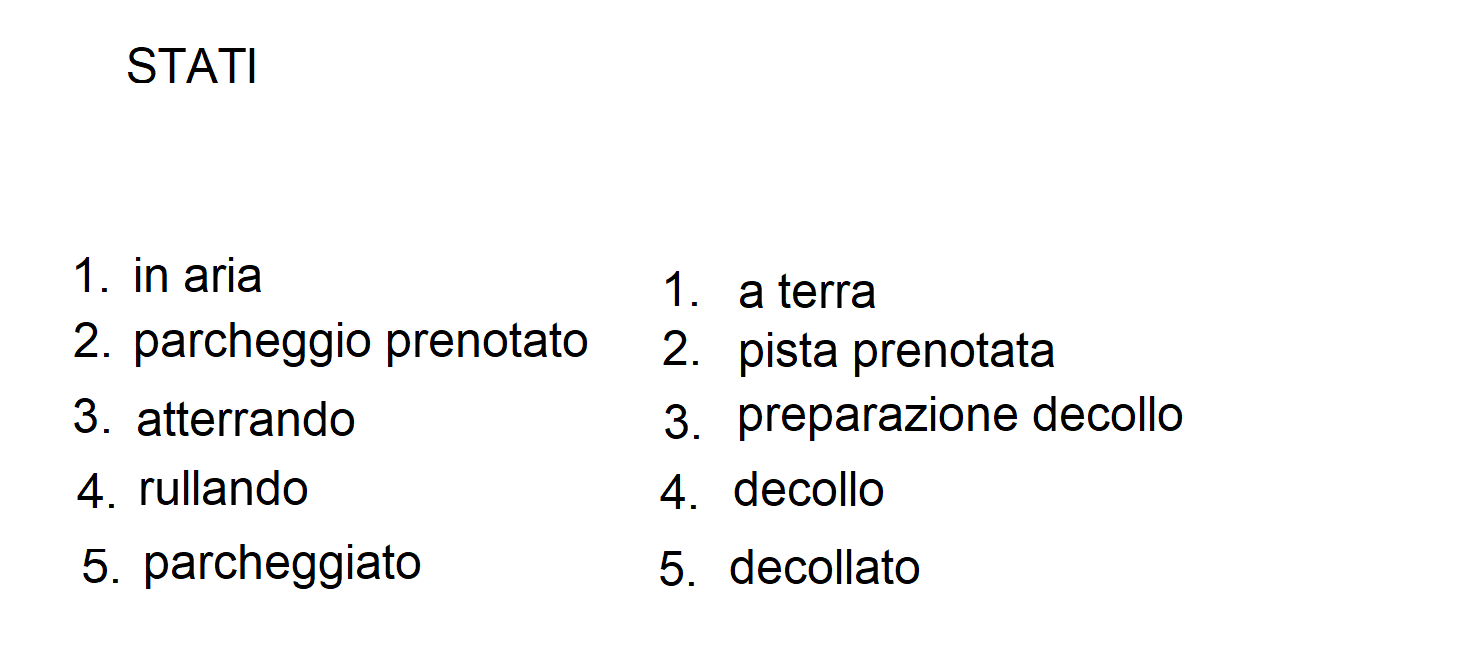 STATI
1. in aria
2. parcheggio prenotato
3. atterrando
4. rullando
5. parcheggiato
1. a terra
2. pista prenotata
3. preparazione decollo
4. decollo
5. decollato